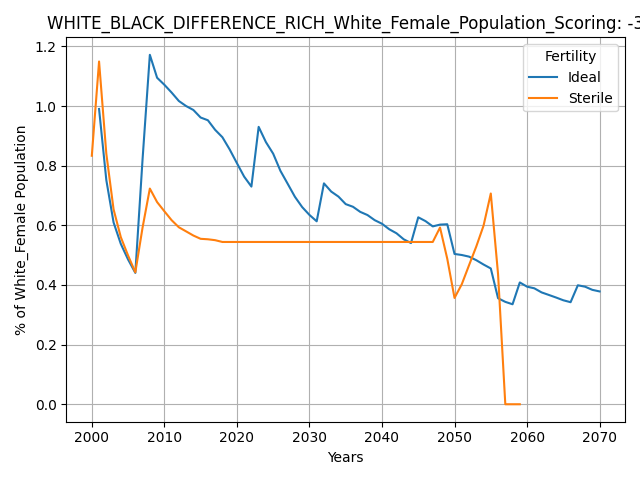 WHITE_BLACK_DIFFERENCE_RICH_White_Female_Population_Scoring: -3
Fertility
Ideal
Sterile
1.2
1.0
0.8
0.6
0.4
0.2
0.0
% of White_Female Population
2000 2010 2020 2030 2040 2050 2060 2070
Years